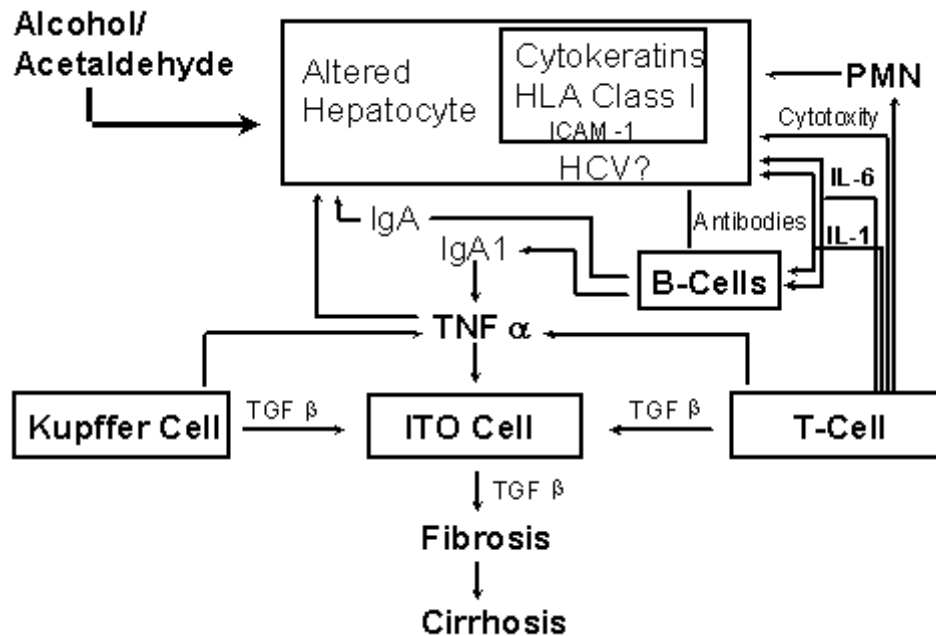 Alcohol/
Acetaldehyde
Altered
Hepatocyte
Cytokeratins
HLA Class I
ICAM -1
HCV?
PMN
Cytotoxity
IL-6
IL-1
Antibodies
IgA
IgA1
B-Cells
TNF α
Kupffer Cell
TGF β
ITO Cell
TGF β
T-Cell
TGF β
Fibrosis
Cirrhosis